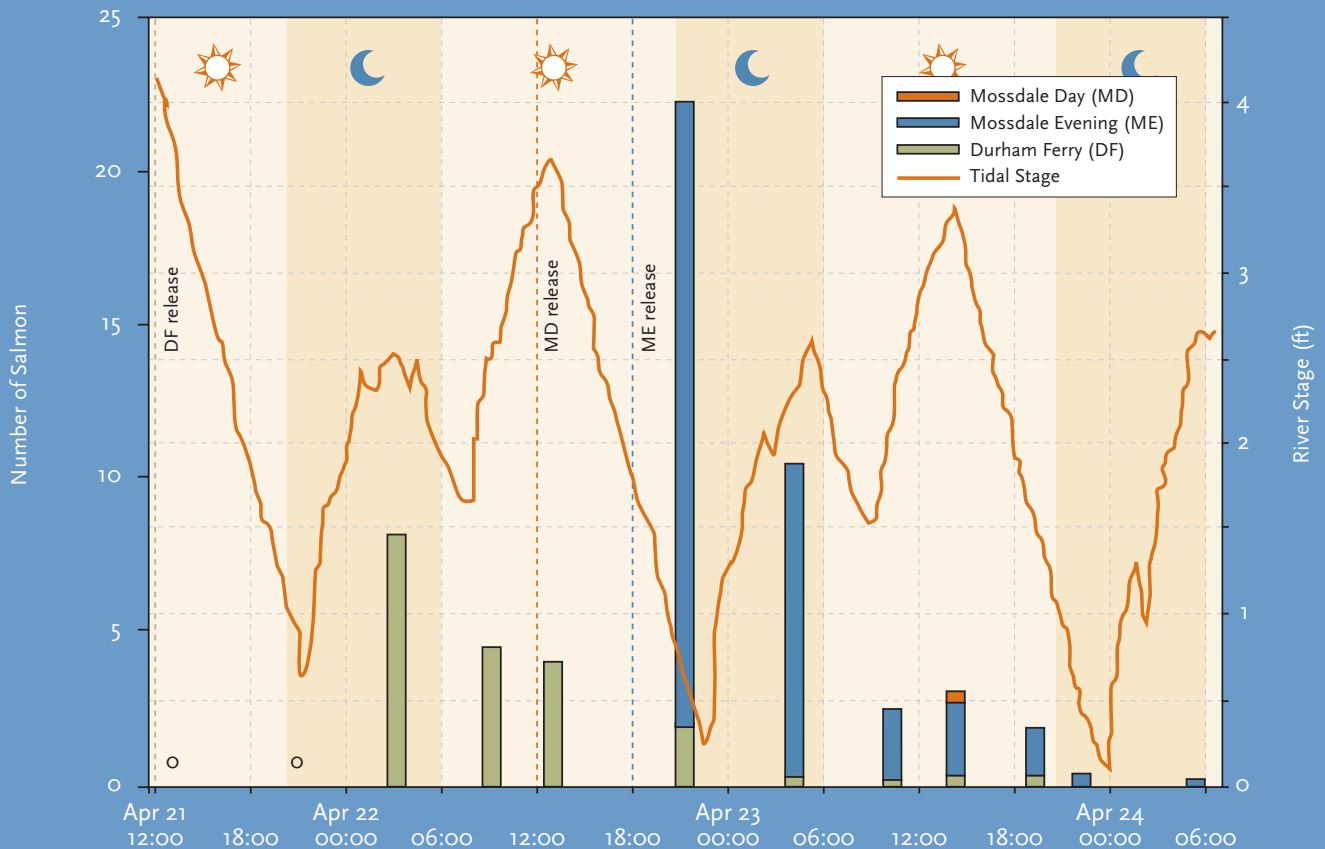 25
20
15
10
5
0
Number of Salmon
4
3
2
1
0
River Stage (ft)
Mossdale Day (MD)
Mossdale Evening (ME)
Durham Ferry (DF)
Tidal Stage
DF release
MD release
ME release
0
0
Apr 21
12:00
18:00
Apr 22
00:00
06:00
12:00
18:00
Apr 23
00:00
06:00
12:00
18:00
Apr 24
00:00
06:00